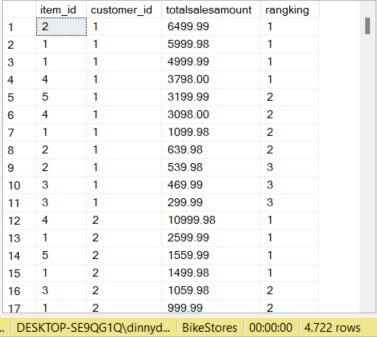 item_id customer_id totalsalesamount rangking
1 2 1 6499.99 1
2 1 1 5999.98 1
3 1 1 4999.99 1
4 4 1 3798.00 1
5 5 1 3199.99 2
6 4 1 3098.00 2
7 1 1 1099.98 2
8 2 1 639.98 2
9 2 1 539.98 3
10 3 1 469.99 3
11 3 1 299.99 3
12 4 2 10999.98 1
13 1 2 2599.99 1
14 5 2 1559.99 1
15 1 2 1499.98 1
16 3 2 1059.98 2
17 1 2 999.99 2
.. DESKTOP-SE9QG1Q\dinnyd... BikeStores 00:00:00 4.722 rows